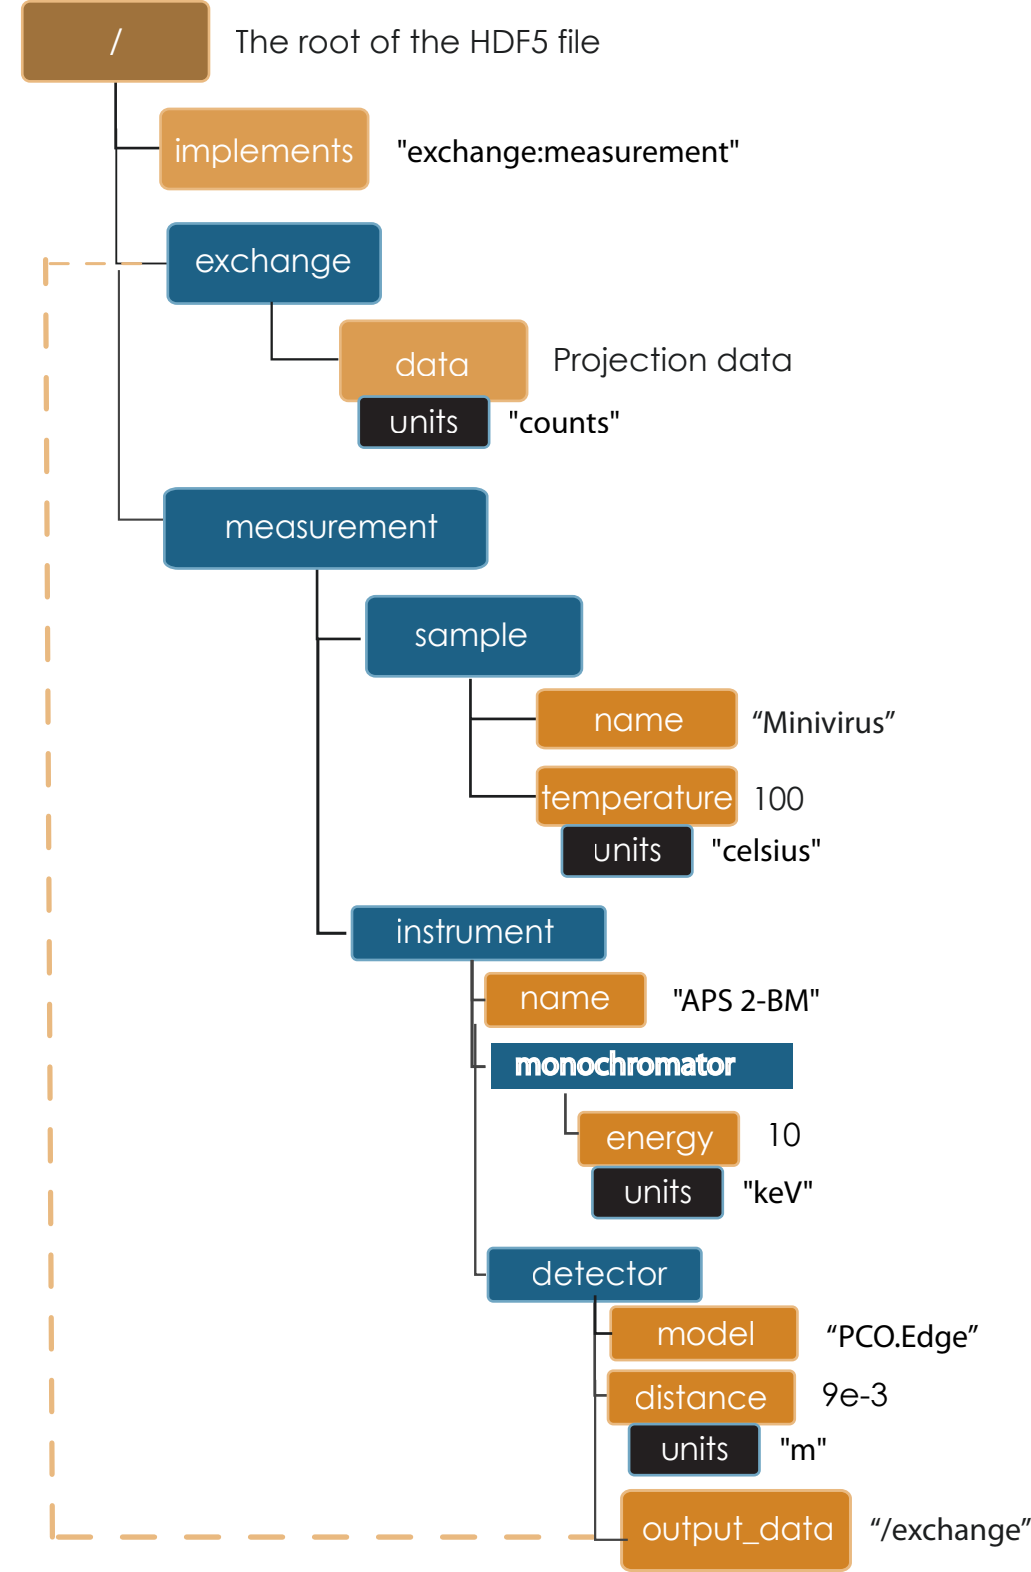 / The root of the HDF5 file
implements "exchange:measurement"
exchange
data Projection data
units "counts"
measurement
sample
name “Minivirus”
temperature 100
units "celsius"
instrument
name "APS 2-BM"
monochromator
energy 10
units "keV"
detector
model “PCO.Edge”
distance 9e-3
units "m"
output_data “/exchange”